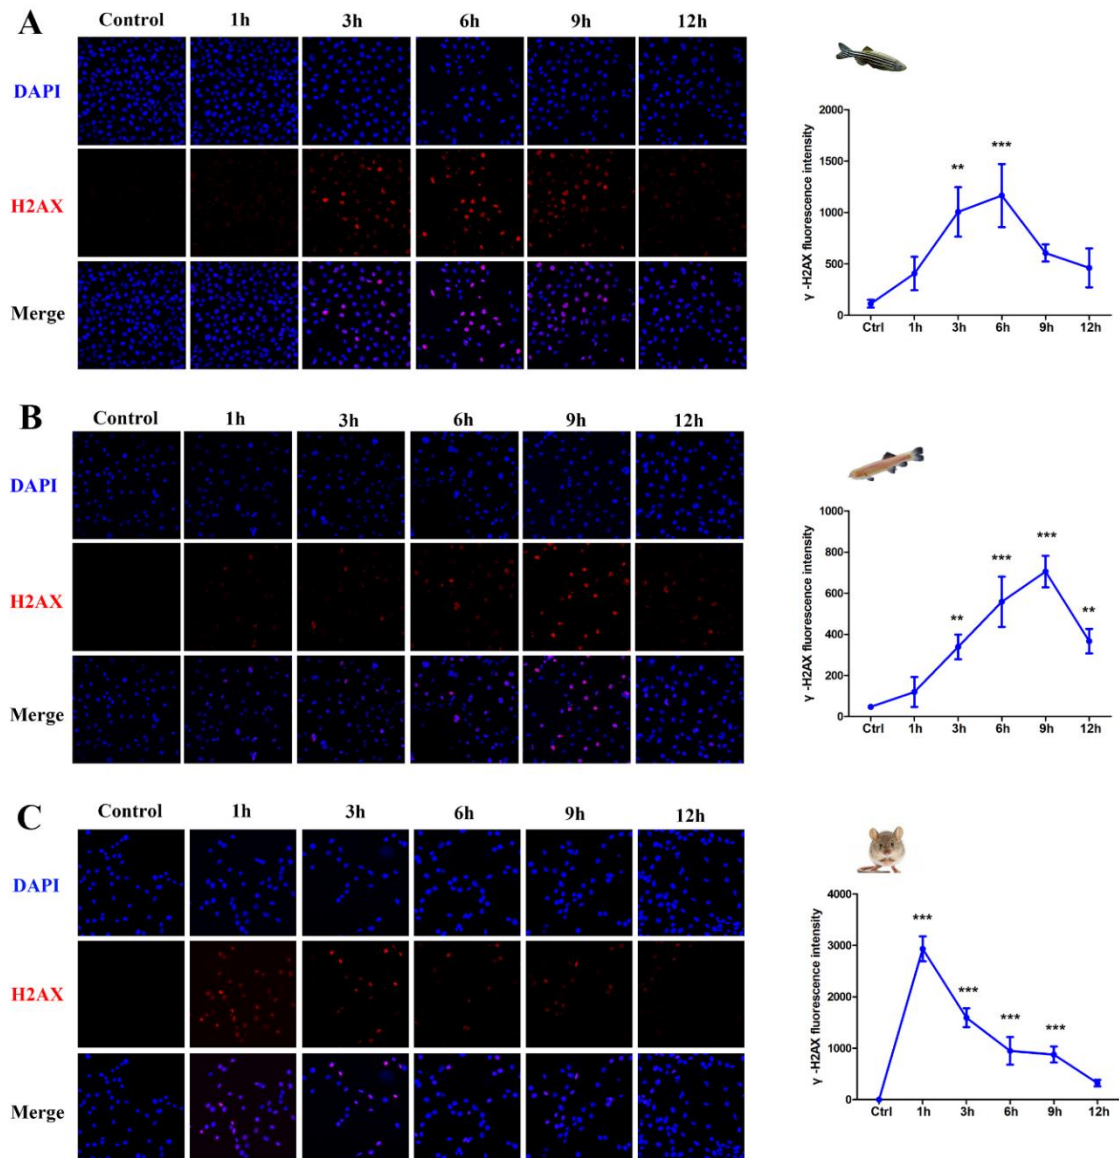 A
Control 1h 3h 6h 9h 12h
DAPI
H2AX
Merge
γ -H2AX fluorescence intensity
2000
1500
1000
500
0
** ***
Ctrl 1h 3h 6h 9h 12h
B
Control 1h 3h 6h 9h 12h
DAPI
H2AX
Merge
γ -H2AX fluorescence intensity
1000
800
600
400
200
0
** *** *** **
Ctrl 1h 3h 6h 9h 12h
C
Control 1h 3h 6h 9h 12h
DAPI
H2AX
Merge
γ -H2AX fluorescence intensity
4000
3000
2000
1000
0
*** *** *** ***
Ctrl 1h 3h 6h 9h 12h